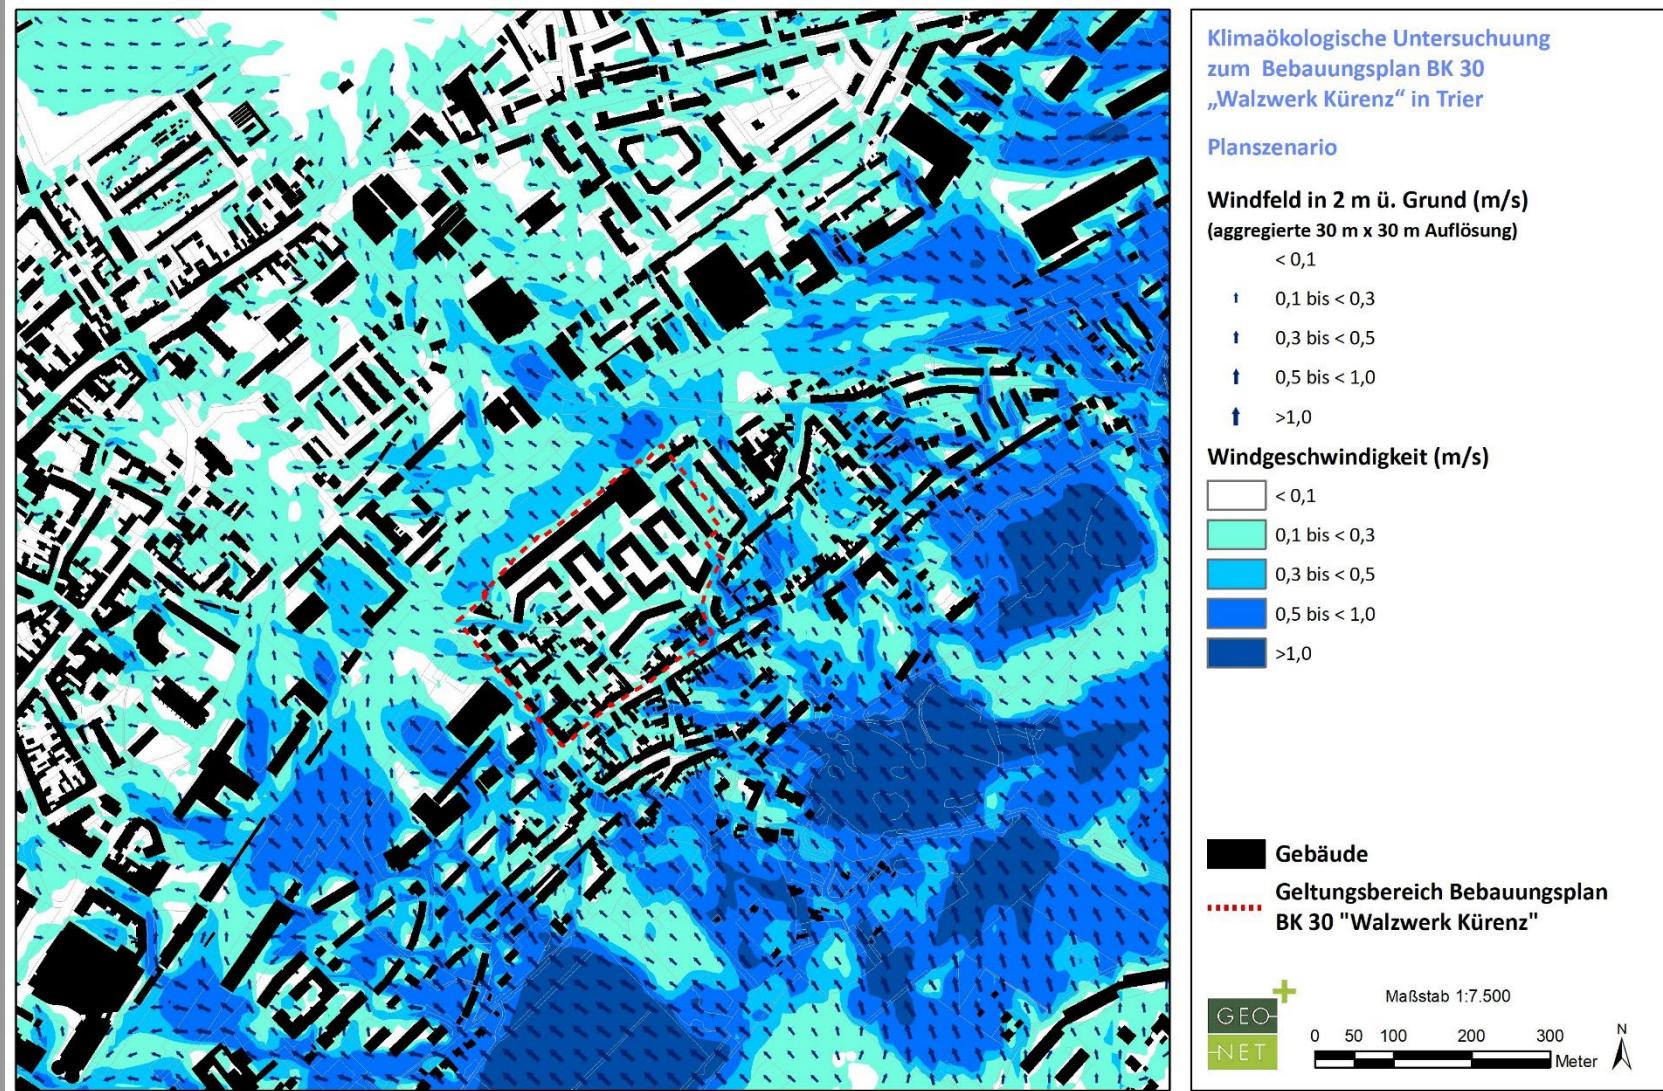 Klimaökologische Untersuchuung
zum Bebauungsplan BK 30
„Walzwerk Kürenz“ in Trier
Planszenario
Windfeld in 2 m ü. Grund (m/s)
(aggregierte 30 m x 30 m Auflösung)
< 0,1
0,1 bis < 0,3
0,3 bis < 0,5
0,5 bis < 1,0
>1,0
Windgeschwindigkeit (m/s)
< 0,1
0,1 bis < 0,3
0,3 bis < 0,5
0,5 bis < 1,0
>1,0
Gebäude
Geltungsbereich Bebauungsplan
BK 30 "Walzwerk Kürenz"
GEO
NET
Maßstab 1:7.500
0 50 100 200 300
Meter
N